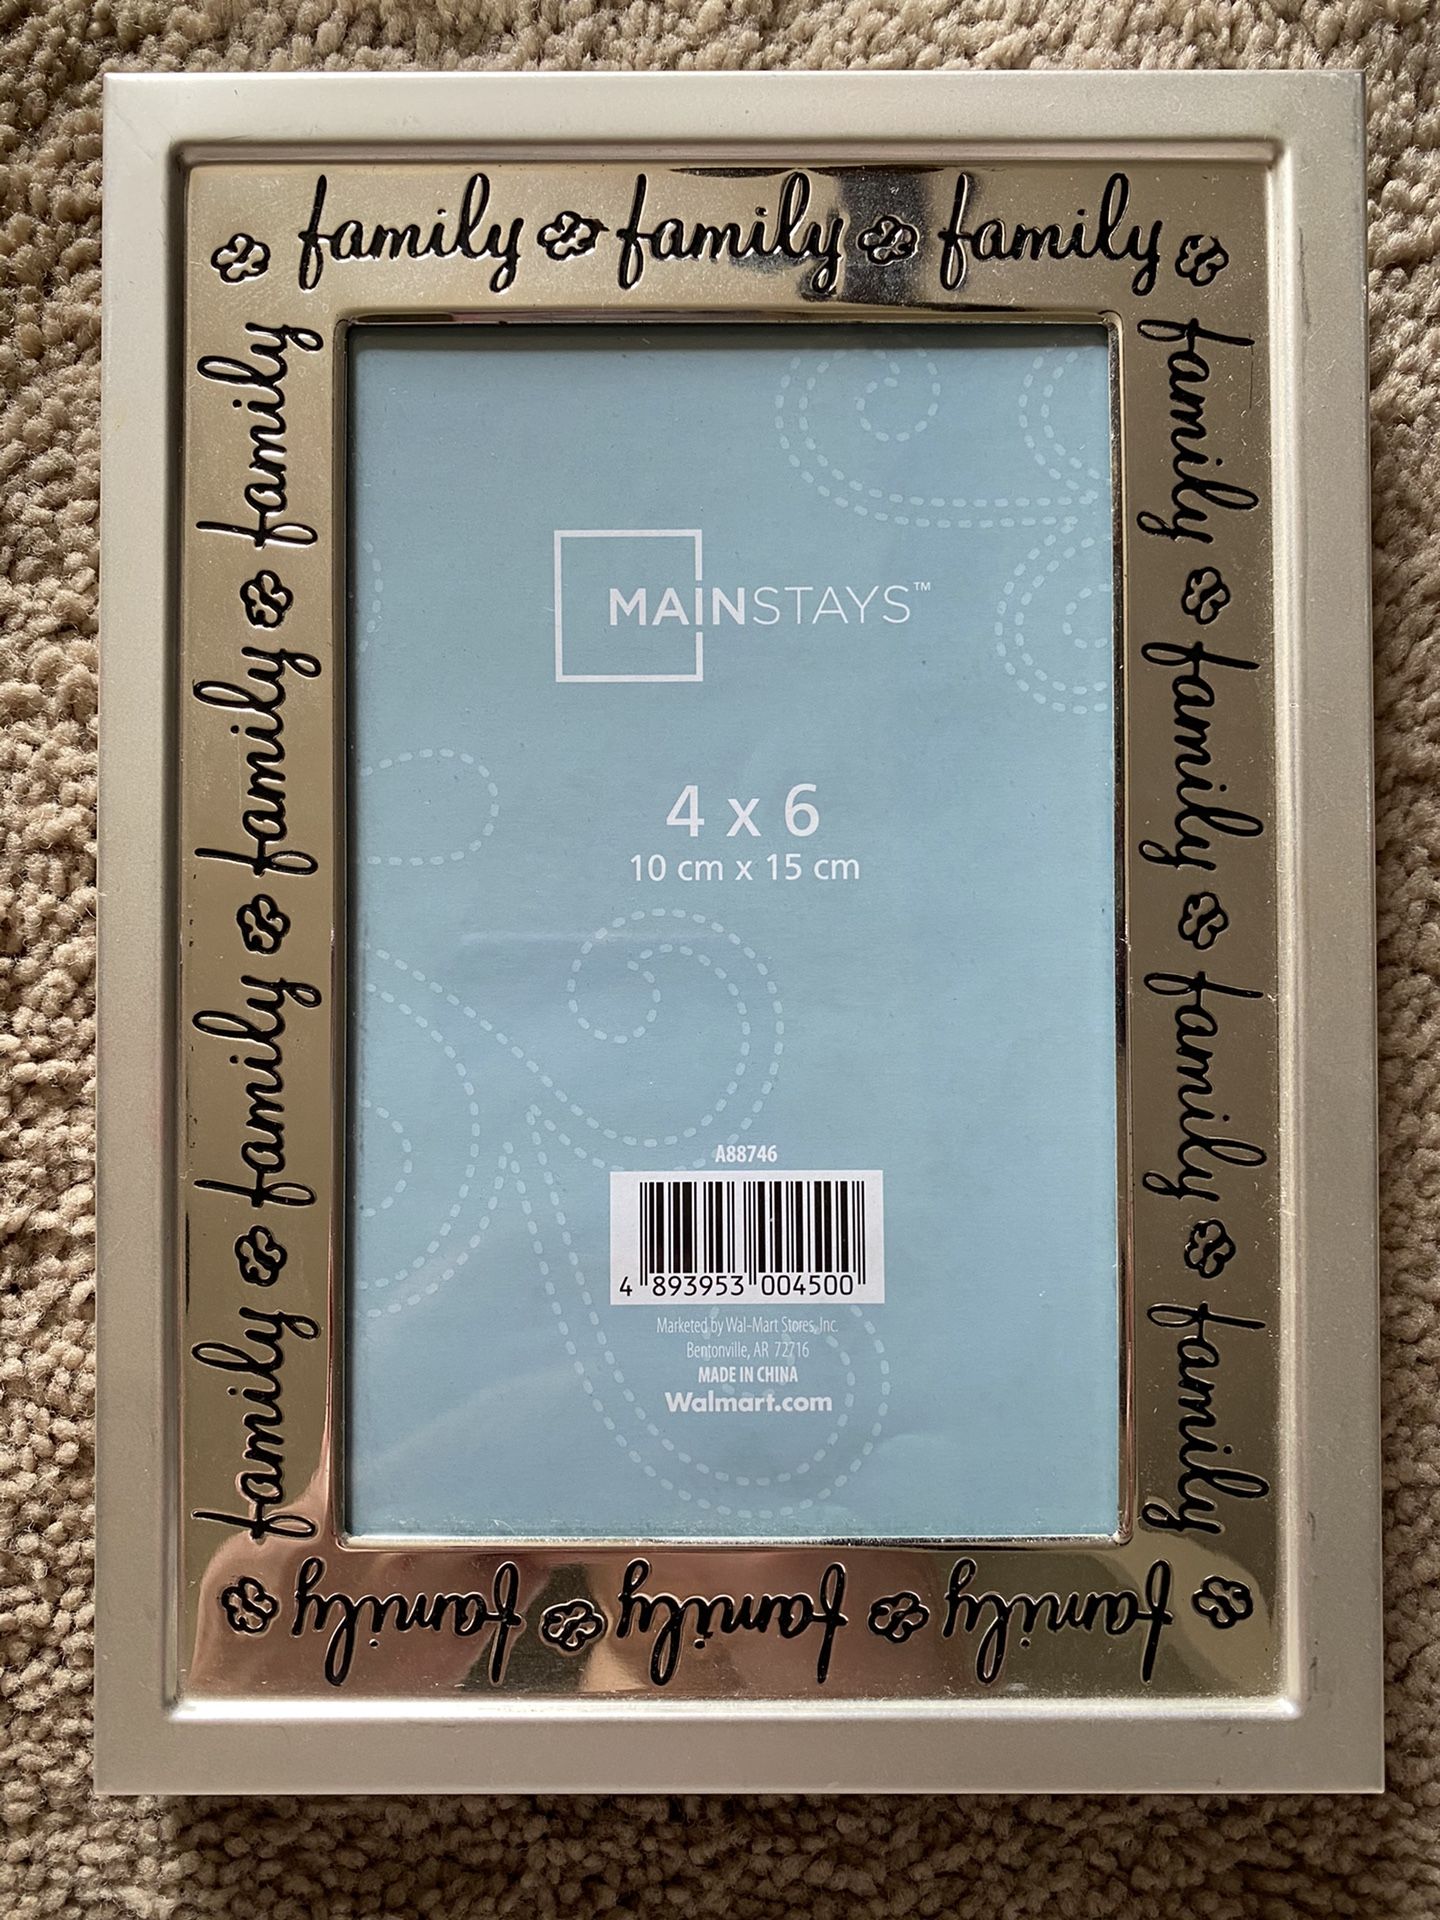 family family family
family family family family
family family family family
MAINSTAYS™
4 x 6
10 cm x 15 cm
A88746
4 893953 004500
Marketed by Wal-Mart Stores, Inc.
Bentonville, AR 72716
MADE IN CHINA
Walmart.com
family family family